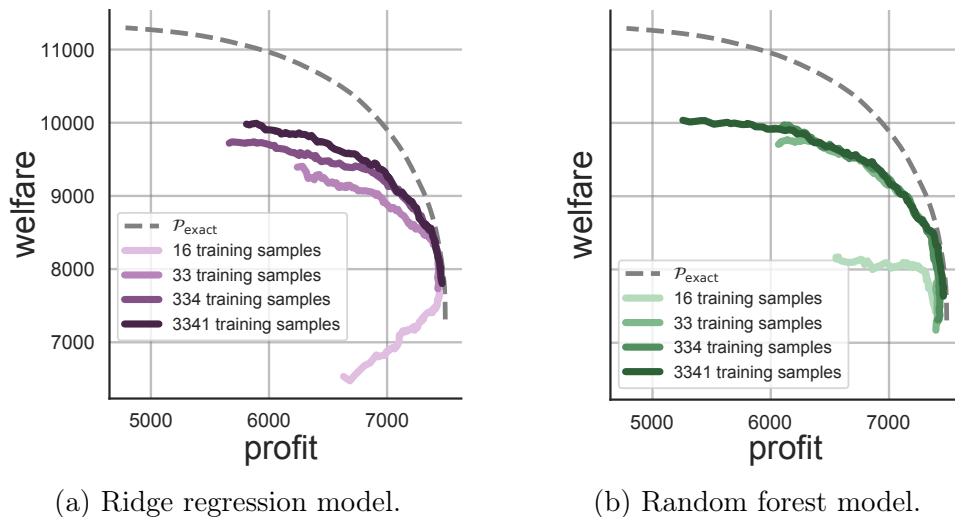 11000
10000
9000
8000
7000
welfare
𝒫exact
16 training samples
33 training samples
334 training samples
3341 training samples
5000 6000 7000
profit
(a) Ridge regression model.
welfare
𝒫exact
16 training samples
33 training samples
334 training samples
3341 training samples
5000 6000 7000
profit
(b) Random forest model.